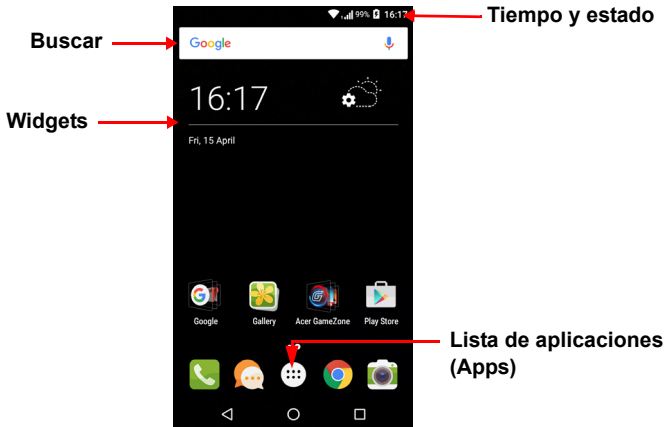 99% 16:17
Tiempo y estado
Buscar
Google
16:17
Widgets
Fri, 15 April
Google Gallery Acer GameZone Play Store
Lista de aplicaciones
(Apps)